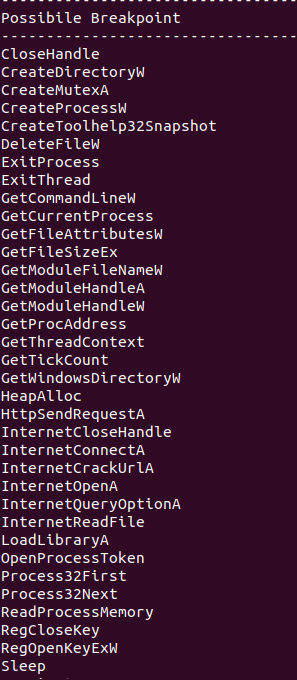 -----------------------------------
Possibile Breakpoint
-----------------------------------
CloseHandle
CreateDirectoryW
CreateMutexA
CreateProcessW
CreateToolhelp32Snapshot
DeleteFileW
ExitProcess
ExitThread
GetCommandLineW
GetCurrentProcess
GetFileAttributesW
GetFileSizeEx
GetModuleFileNameW
GetModuleHandleA
GetModuleHandleW
GetProcAddress
GetThreadContext
GetTickCount
GetWindowsDirectoryW
HeapAlloc
HttpSendRequestA
InternetCloseHandle
InternetConnectA
InternetCrackUrlA
InternetOpenA
InternetQueryOptionA
InternetReadFile
LoadLibraryA
OpenProcessToken
Process32First
Process32Next
ReadProcessMemory
RegCloseKey
RegOpenKeyExW
Sleep